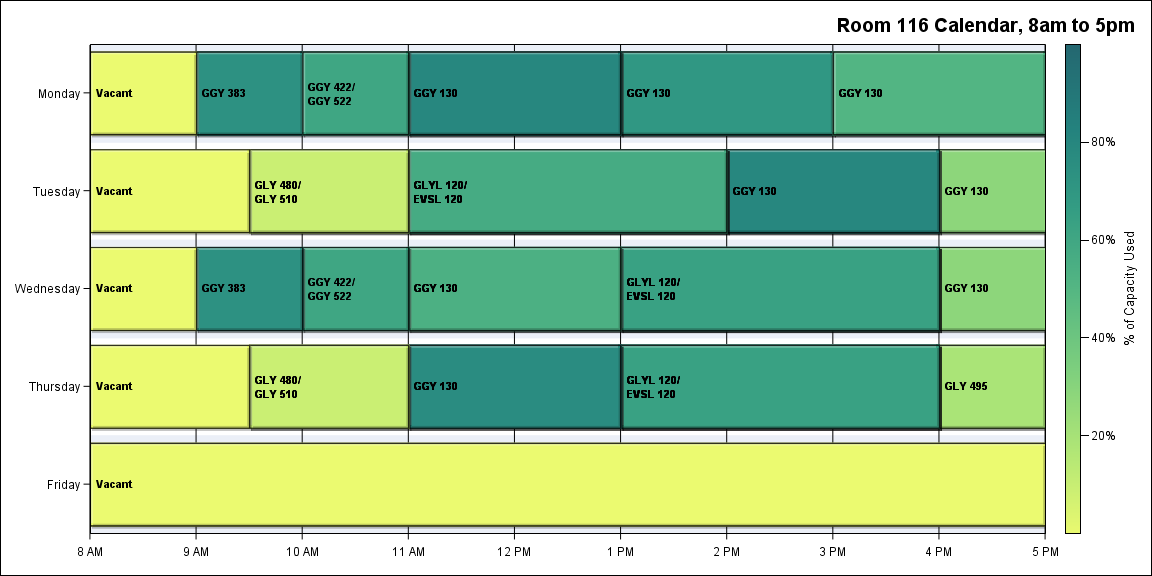 Room 116 Calendar, 8am to 5pm
Monday
Vacant
GGY 383
GGY 422/
GGY 522
GGY 130
GGY 130
GGY 130
Tuesday
Vacant
GLY 480/
GLY 510
GLYL 120/
EVSL 120
GGY 130
GGY 130
Wednesday
Vacant
GGY 383
GGY 422/
GGY 522
GGY 130
GLYL 120/
EVSL 120
GGY 130
Thursday
Vacant
GLY 480/
GLY 510
GGY 130
GLYL 120/
EVSL 120
GLY 495
Friday
Vacant
8 AM
9 AM
10 AM
11 AM
12 PM
1 PM
2 PM
3 PM
4 PM
5 PM
80%
60%
40%
20%
% of Capacity Used